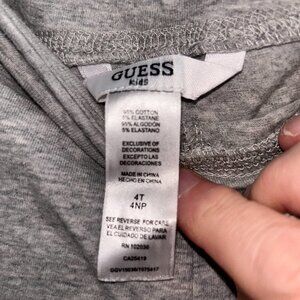 GUESS
kids
95% COTTON
5% ELASTANE
95% ALGODON
5% ELASTANO
EXCLUSIVE OF
DECORATIONS
EXCEPTO LAS
DECORACIONES
MADE IN CHINA
HECHO EN CHINA
4T
4NP
SEE REVERSE FOR CARE
VEA EL REVERSO PARA
EL CUIDADO DE LAVAR
RN 102036
CA25419